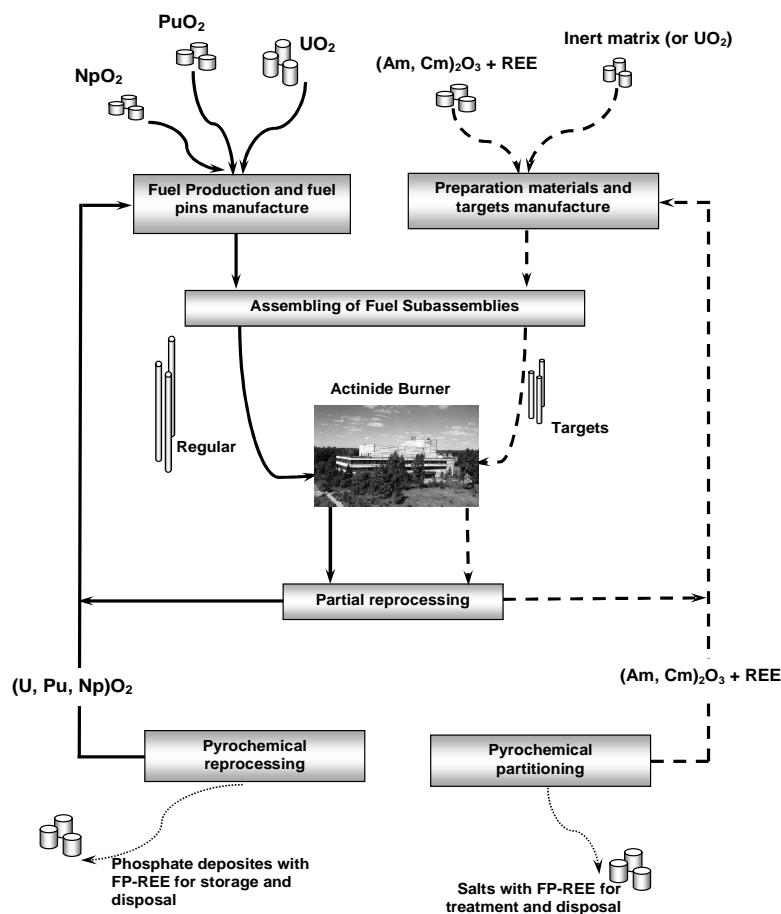 PuO₂
UO₂
NpO₂
Inert matrix (or UO₂)
(Am, Cm)₂O₃ + REE
Fuel Production and fuel
pins manufacture
Preparation materials and
targets manufacture
Assembling of Fuel Subassemblies
Actinide Burner
Regular
Targets
Partial reprocessing
(U, Pu, Np)O₂
(Am, Cm)₂O₃ + REE
Pyrochemical
reprocessing
Pyrochemical
partitioning
Phosphate deposites with
FP-REE for storage and
disposal
Salts with FP-REE for
treatment and disposal